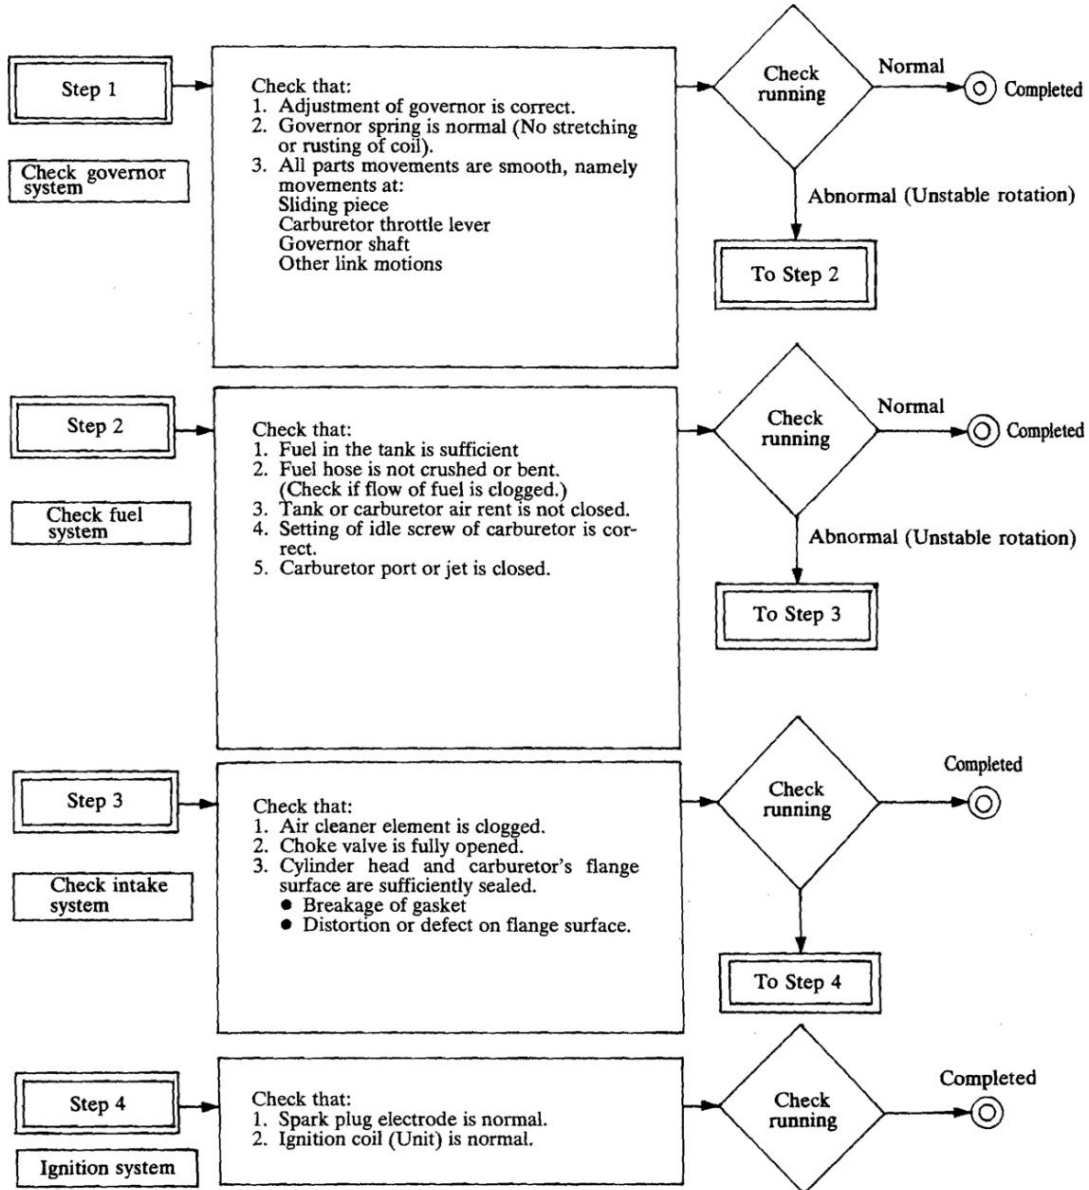 Step 1
Check governor
system
Check that:
1. Adjustment of governor is correct.
2. Governor spring is normal (No stretching
or rusting of coil).
3. All parts movements are smooth, namely
movements at:
Sliding piece
Carburetor throttle lever
Governor shaft
Other link motions
Check
running
Normal
Completed
Abnormal (Unstable rotation)
To Step 2
Step 2
Check fuel
system
Check that:
1. Fuel in the tank is sufficient
2. Fuel hose is not crushed or bent.
(Check if flow of fuel is clogged.)
3. Tank or carburetor air rent is not closed.
4. Setting of idle screw of carburetor is cor-
rect.
5. Carburetor port or jet is closed.
Check
running
Normal
Completed
Abnormal (Unstable rotation)
To Step 3
Step 3
Check intake
system
Check that:
1. Air cleaner element is clogged.
2. Choke valve is fully opened.
3. Cylinder head and carburetor's flange
surface are sufficiently sealed.
● Breakage of gasket
● Distortion or defect on flange surface.
Check
running
Completed
To Step 4
Step 4
Ignition system
Check that:
1. Spark plug electrode is normal.
2. Ignition coil (Unit) is normal.
Check
running
Completed